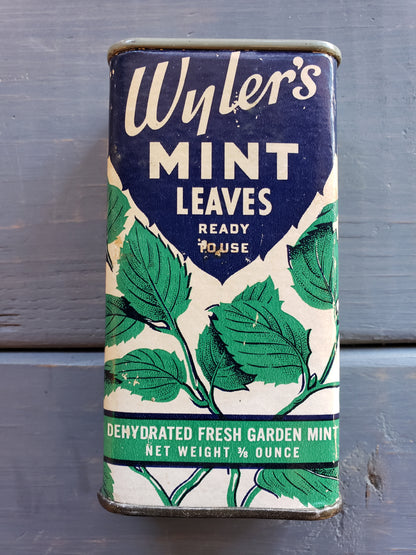 Wyler's
MINT
LEAVES
READY
TO USE
DEHYDRATED FRESH GARDEN MINT
NET WEIGHT ⅜ OUNCE